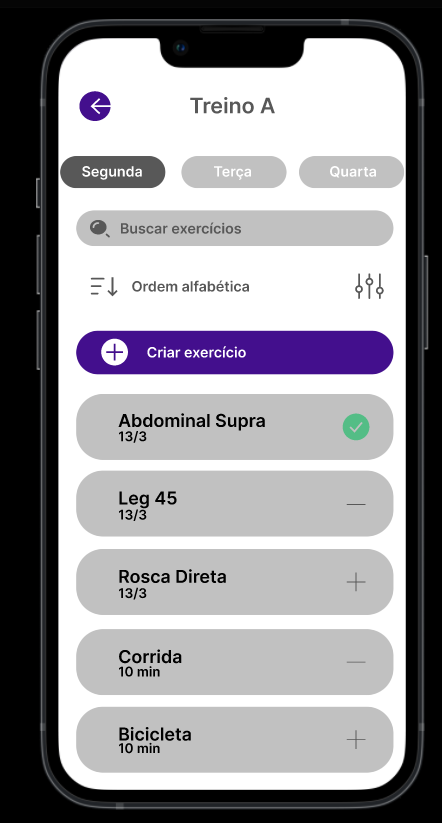 Treino A
Segunda
Terça
Quarta
Buscar exercícios
Ordem alfabética
Criar exercício
Abdominal Supra
13/3
Leg 45
13/3
Rosca Direta
13/3
Corrida
10 min
Bicicleta
10 min